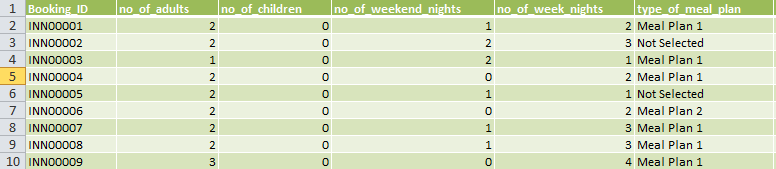 1 Booking_ID no_of_adults no_of_children no_of_weekend_nights no_of_week_nights type_of_meal_plan
2 INN00001 2 0 1 2 Meal Plan 1
3 INN00002 2 0 2 3 Not Selected
4 INN00003 1 0 2 1 Meal Plan 1
5 INN00004 2 0 0 2 Meal Plan 1
6 INN00005 2 0 1 1 Not Selected
7 INN00006 2 0 0 2 Meal Plan 2
8 INN00007 2 0 1 3 Meal Plan 1
9 INN00008 2 0 1 3 Meal Plan 1
10 INN00009 3 0 0 4 Meal Plan 1